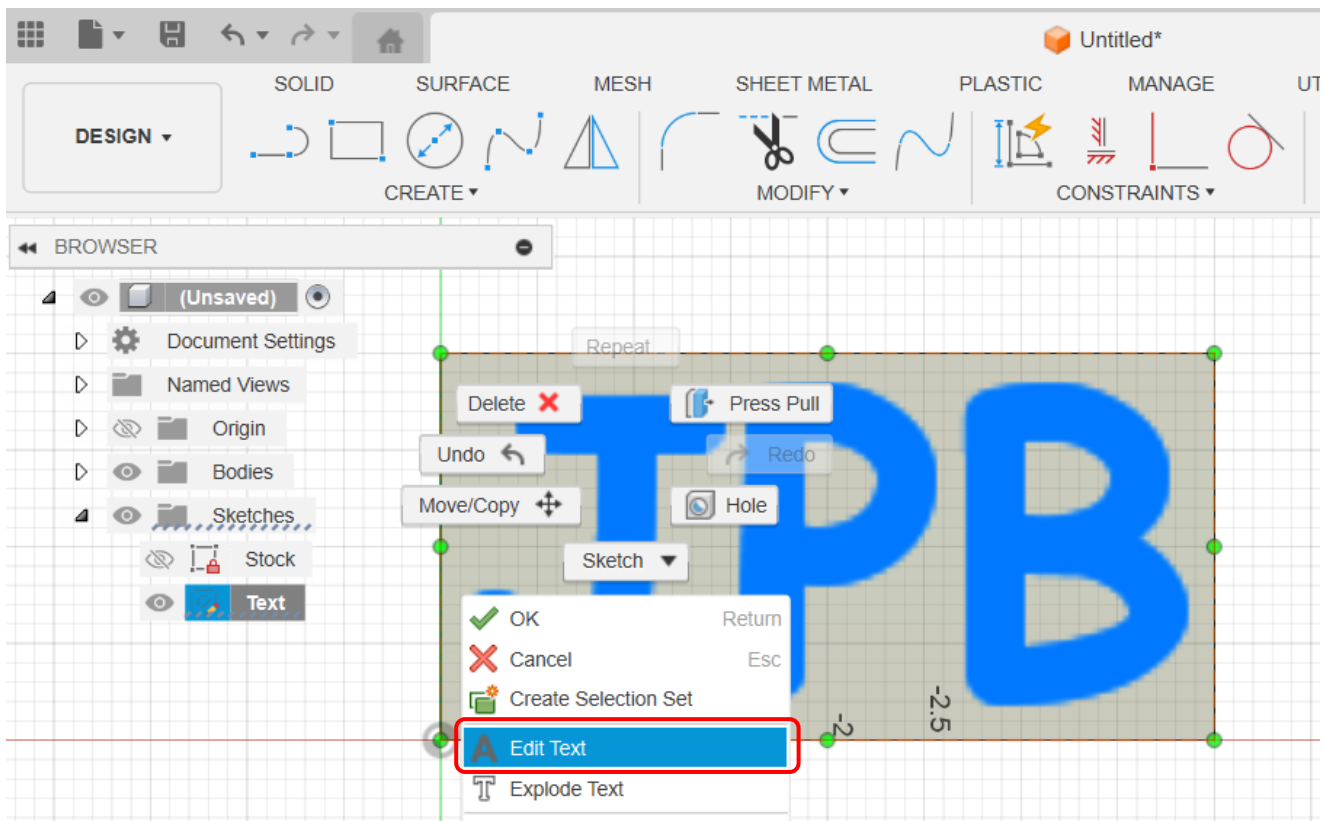 Untitled*
SOLID SURFACE MESH SHEET METAL PLASTIC MANAGE UT
DESIGN
CREATE MODIFY CONSTRAINTS
BROWSER
(Unsaved)
Document Settings
Named Views
Origin
Bodies
Sketches
Stock
Text
Repeat...
Delete Press Pull
Undo Redo
Move/Copy Hole
Sketch
OK Return
Cancel Esc
Create Selection Set
Edit Text
Explode Text
JPB
-2
-2.5